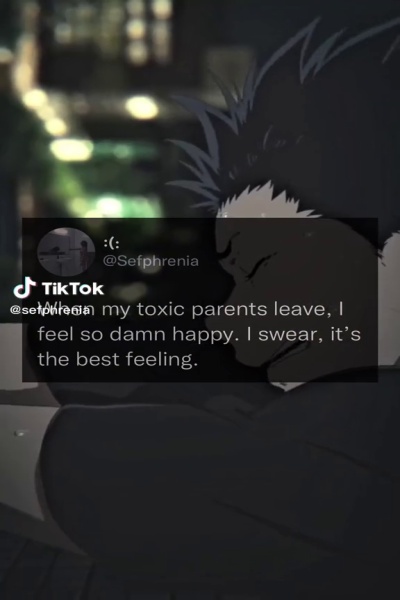 :(:
@Sefphrenia
TikTok
@sefphrenia
When my toxic parents leave, I
feel so damn happy. I swear, it's
the best feeling.